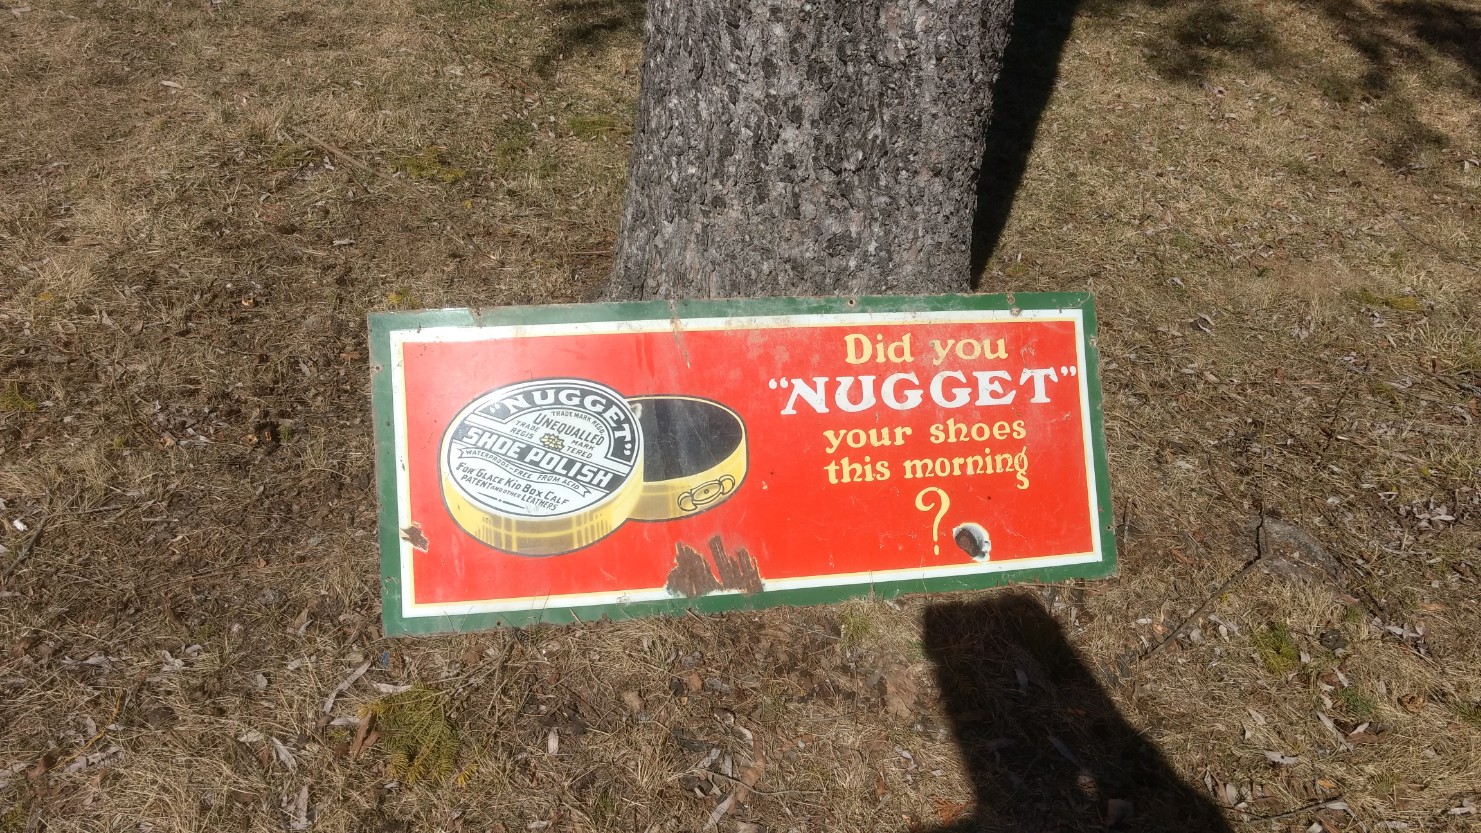 "NUGGET"
TRADE MARK REGD
UNEQUALLED
TRADE MARK
REGIS TERED
SHOE POLISH
WATERPROOF-FREE FROM ACID
FOR GLACE KID BOX CALF
PATENT AND OTHER LEATHERS
Did you
"NUGGET"
your shoes
this morning
?